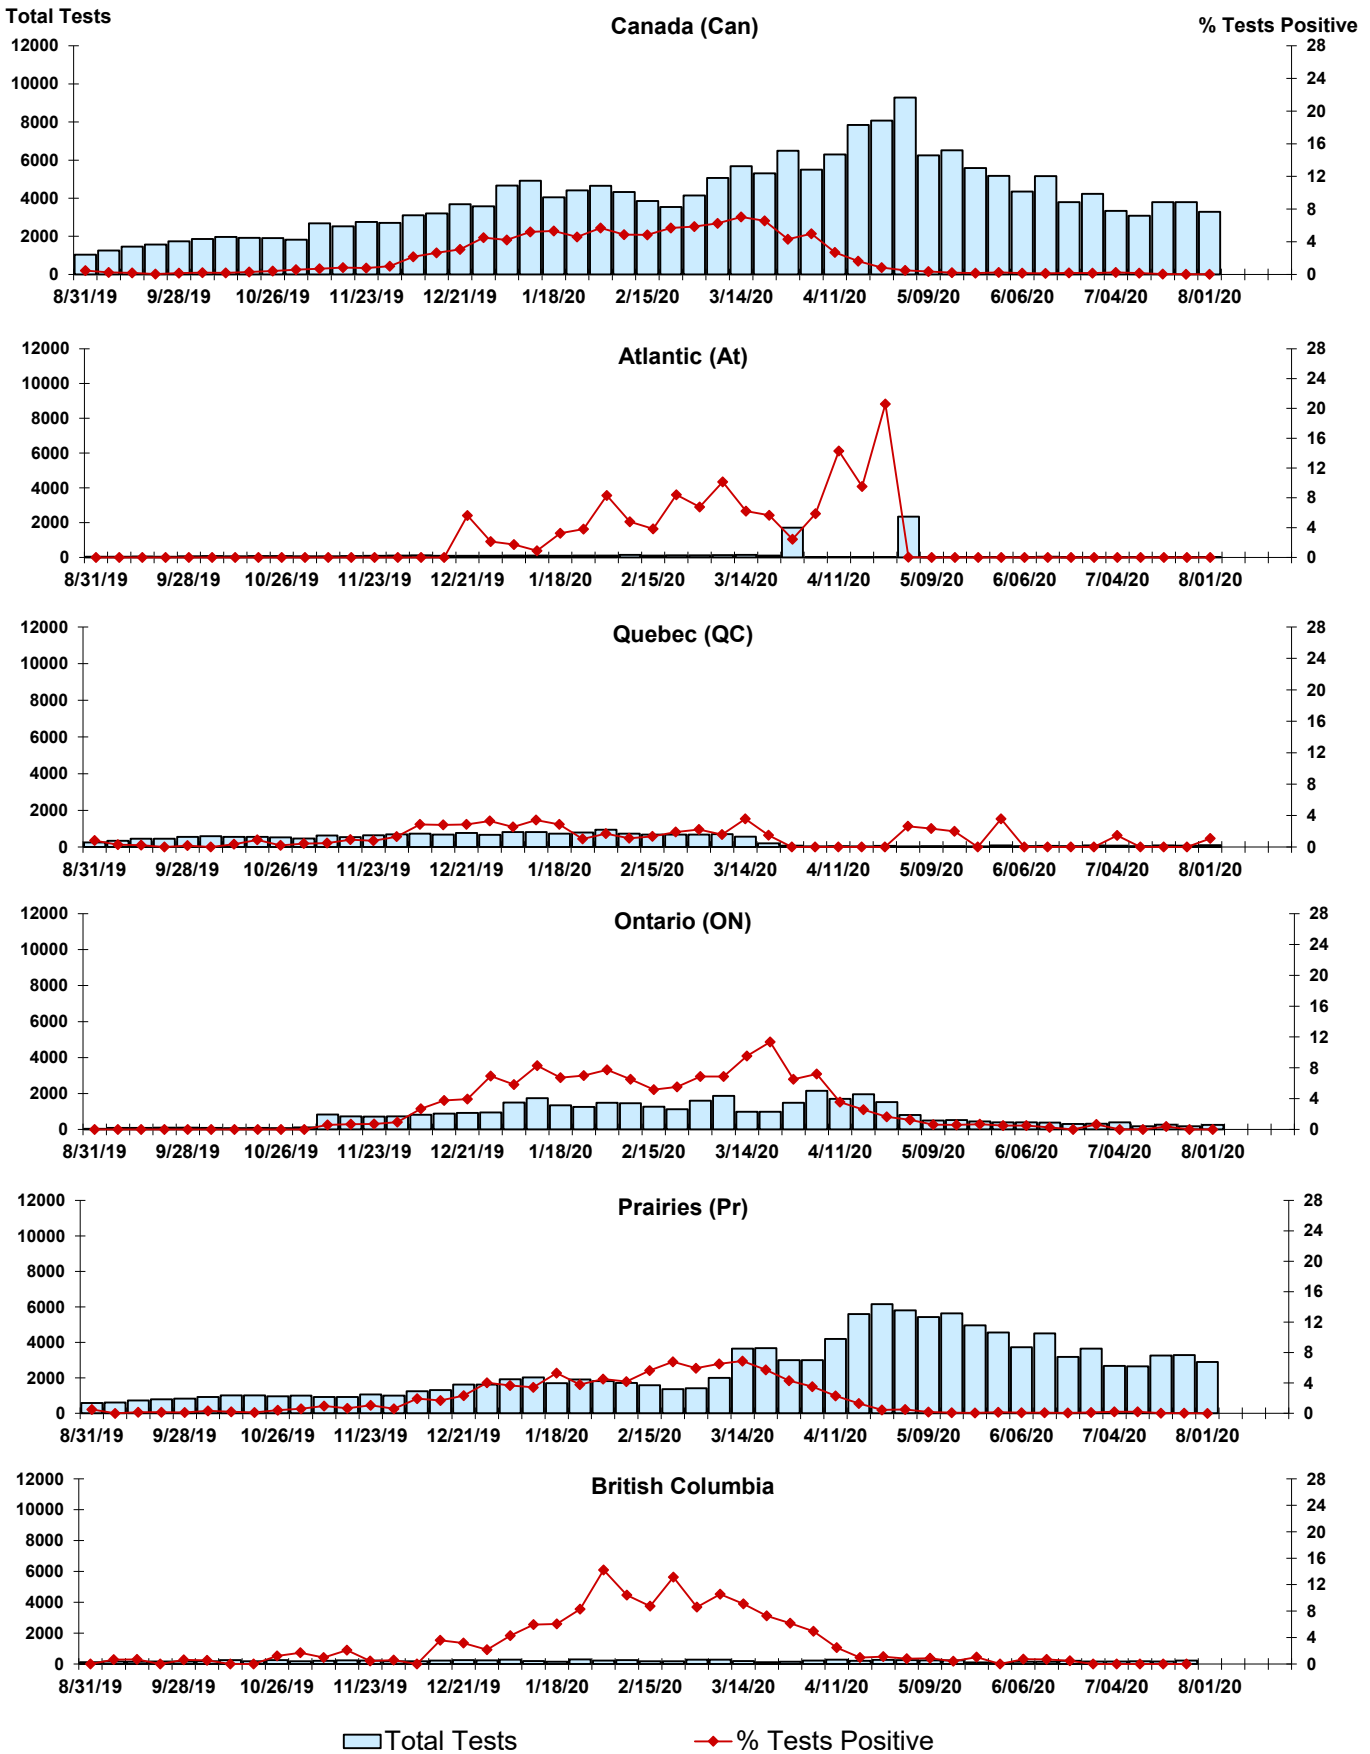 Total Tests
Canada (Can)
% Tests Positive
12000 10000 8000 6000 4000 2000 0
28 24 20 16 12 8 4 0
8/31/19 9/28/19 10/26/19 11/23/19 12/21/19 1/18/20 2/15/20 3/14/20 4/11/20 5/09/20 6/06/20 7/04/20 8/01/20
Atlantic (At)
12000 10000 8000 6000 4000 2000 0
28 24 20 16 12 8 4 0
8/31/19 9/28/19 10/26/19 11/23/19 12/21/19 1/18/20 2/15/20 3/14/20 4/11/20 5/09/20 6/06/20 7/04/20 8/01/20
Quebec (QC)
12000 10000 8000 6000 4000 2000 0
28 24 20 16 12 8 4 0
8/31/19 9/28/19 10/26/19 11/23/19 12/21/19 1/18/20 2/15/20 3/14/20 4/11/20 5/09/20 6/06/20 7/04/20 8/01/20
Ontario (ON)
12000 10000 8000 6000 4000 2000 0
28 24 20 16 12 8 4 0
8/31/19 9/28/19 10/26/19 11/23/19 12/21/19 1/18/20 2/15/20 3/14/20 4/11/20 5/09/20 6/06/20 7/04/20 8/01/20
Prairies (Pr)
12000 10000 8000 6000 4000 2000 0
28 24 20 16 12 8 4 0
8/31/19 9/28/19 10/26/19 11/23/19 12/21/19 1/18/20 2/15/20 3/14/20 4/11/20 5/09/20 6/06/20 7/04/20 8/01/20
British Columbia
12000 10000 8000 6000 4000 2000 0
28 24 20 16 12 8 4 0
8/31/19 9/28/19 10/26/19 11/23/19 12/21/19 1/18/20 2/15/20 3/14/20 4/11/20 5/09/20 6/06/20 7/04/20 8/01/20
Total Tests % Tests Positive